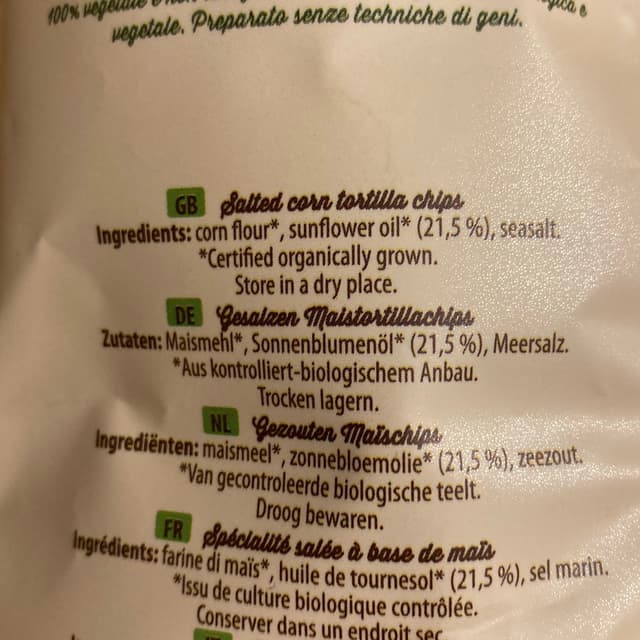 100% vegetale e
vegetale. Preparato senze techniche di geni.
GB Salted corn tortilla chips
Ingredients: corn flour*, sunflower oil* (21,5 %), seasalt.
*Certified organically grown.
Store in a dry place.
DE Gesalzen Maistortillachips
Zutaten: Maismehl*, Sonnenblumenöl* (21,5 %), Meersalz.
*Aus kontrolliert-biologischem Anbau.
Trocken lagern.
NL Gezouten Maïschips
Ingrediënten: maismeel*, zonnebloemolie* (21,5 %), zeezout.
*Van gecontroleerde biologische teelt.
Droog bewaren.
FR Spécialité salée à base de maïs
Ingrédients: farine di maïs*, huile de tournesol* (21,5 %), sel marin.
*Issu de culture biologique contrôlée.
Conserver dans un endroit sec